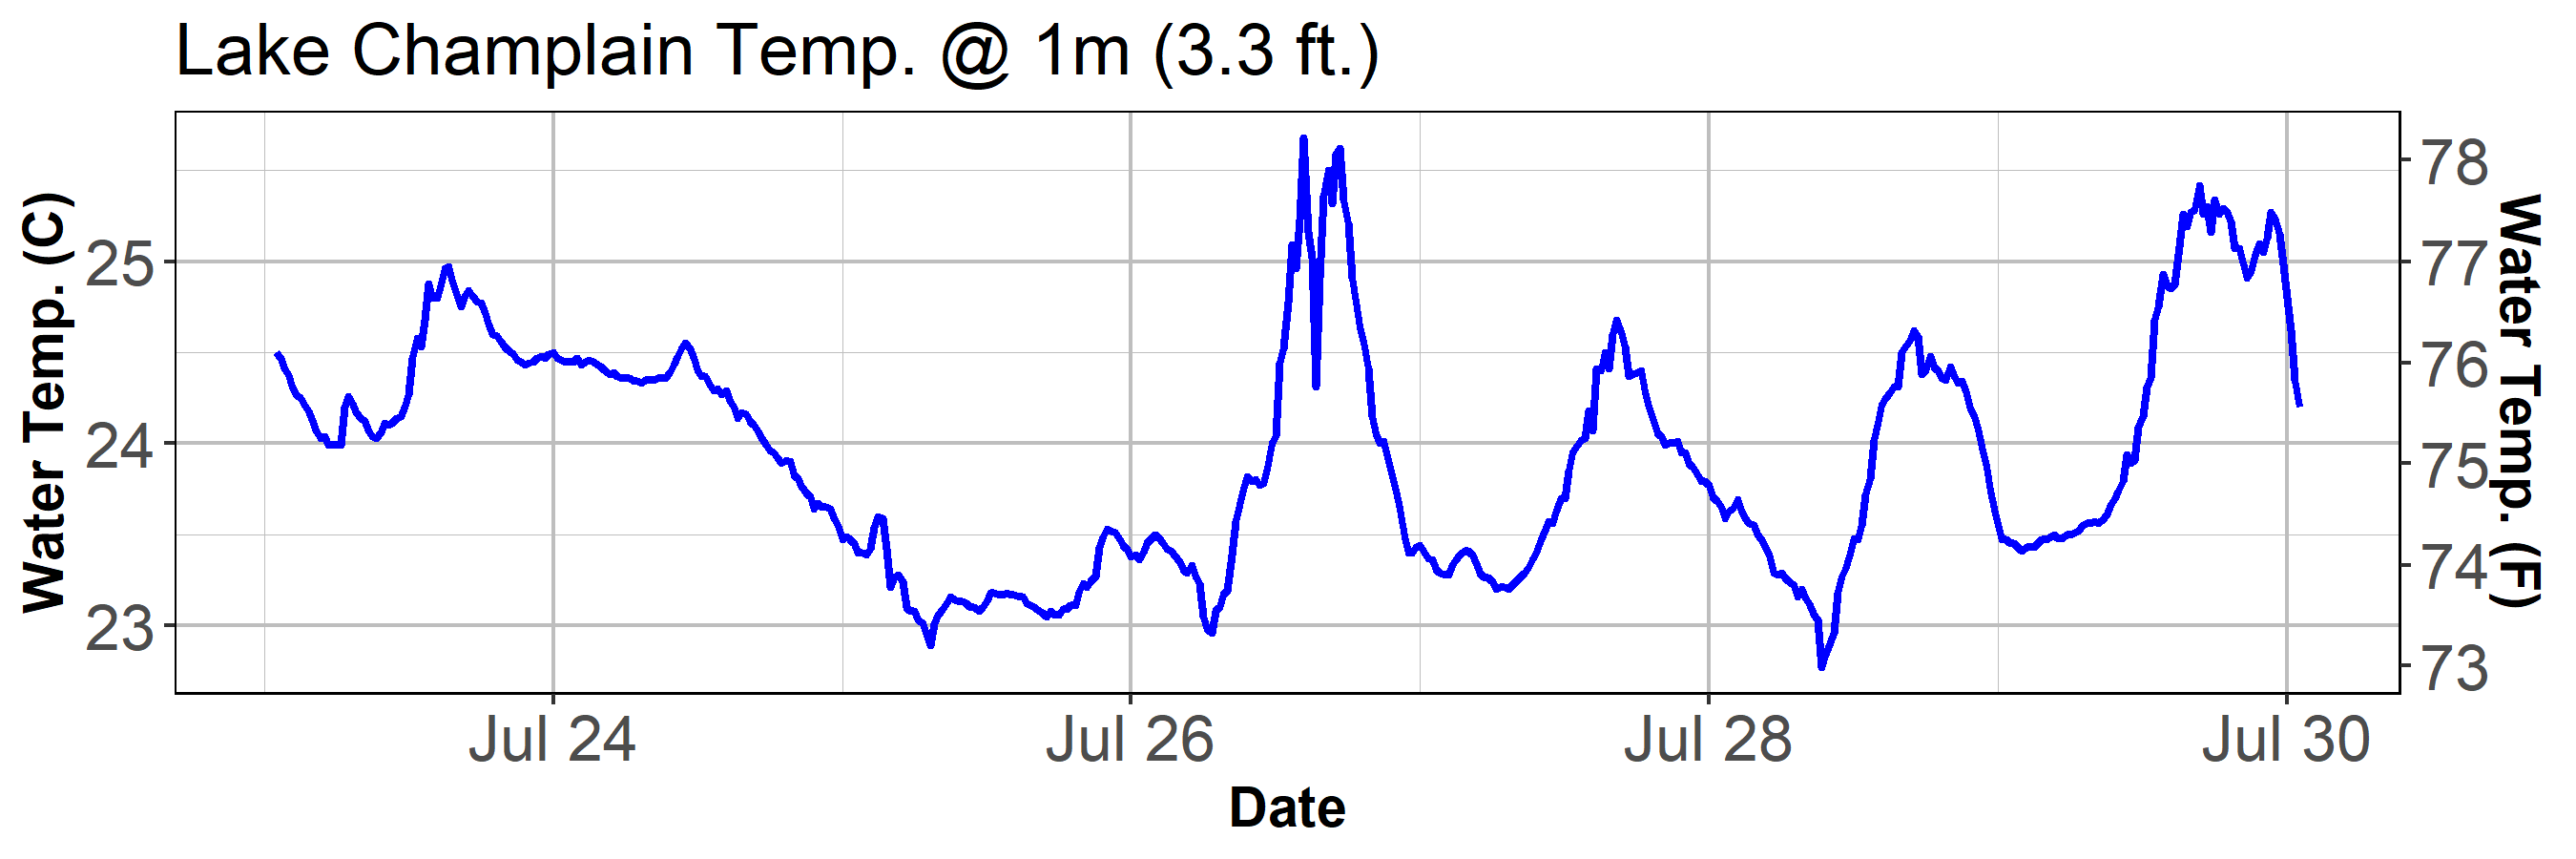 Lake Champlain Temp. @ 1m (3.3 ft.)
Water Temp. (C)
25
24
23
78
77
76
75
74
73
Water Temp. (F)
Jul 24
Jul 26
Jul 28
Jul 30
Date